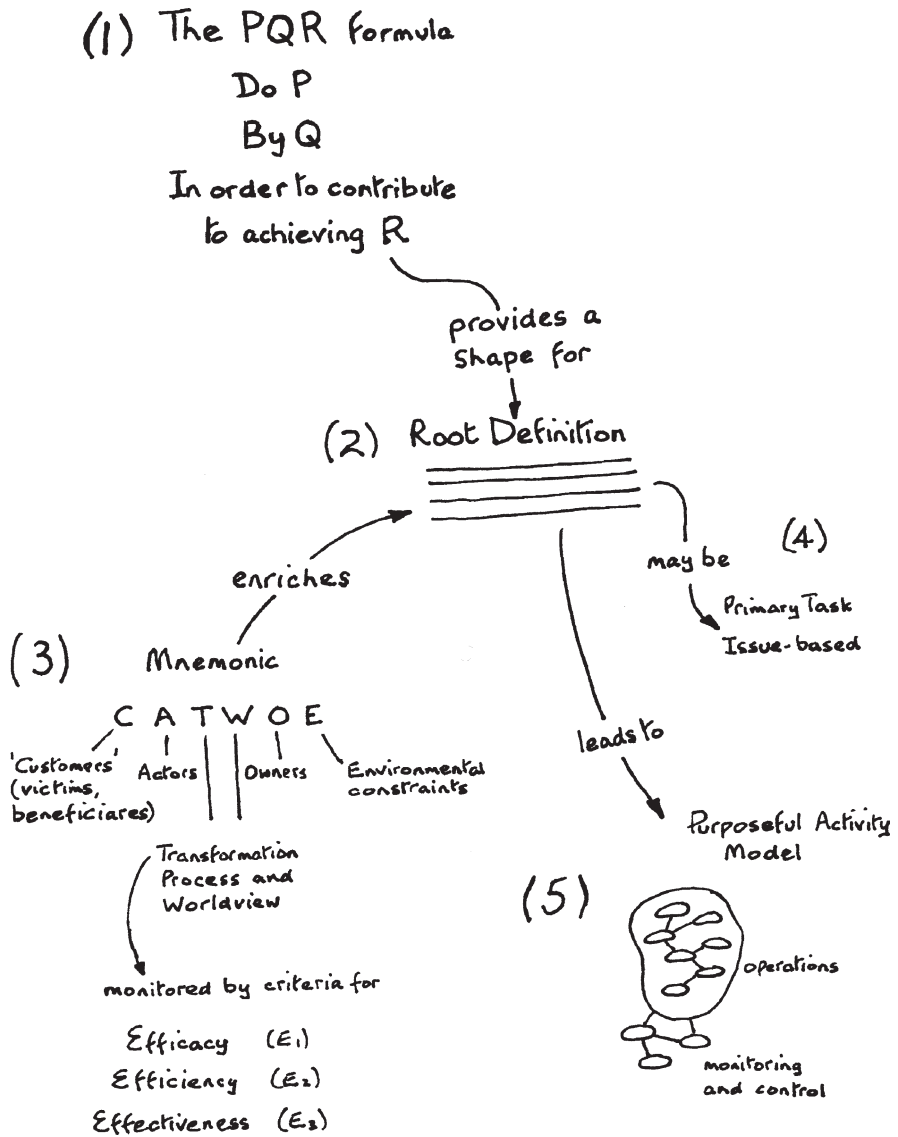 (1) The PQR formula
Do P
By Q
In order to contribute
to achieving R
provides a
shape for
(2) Root Definition
(4)
may be
Primary Task
Issue-based
enriches
(3) Mnemonic
C A T W O E
'Customers'
(victims,
beneficiares)
Actors
Owners
Environmental
constraints
Transformation
Process and
Worldview
monitored by criteria for
Efficacy (E₁)
Efficiency (E₂)
Effectiveness (E₃)
leads to
Purposeful Activity
Model
(5)
operations
monitoring
and control